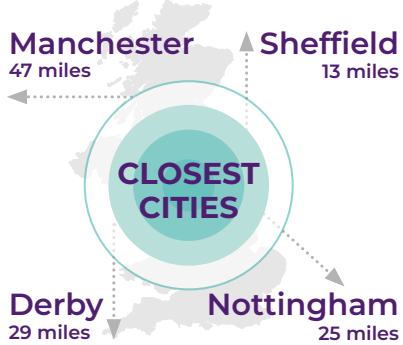 Manchester
47 miles
Sheffield
13 miles
CLOSEST
CITIES
Derby
29 miles
Nottingham
25 miles